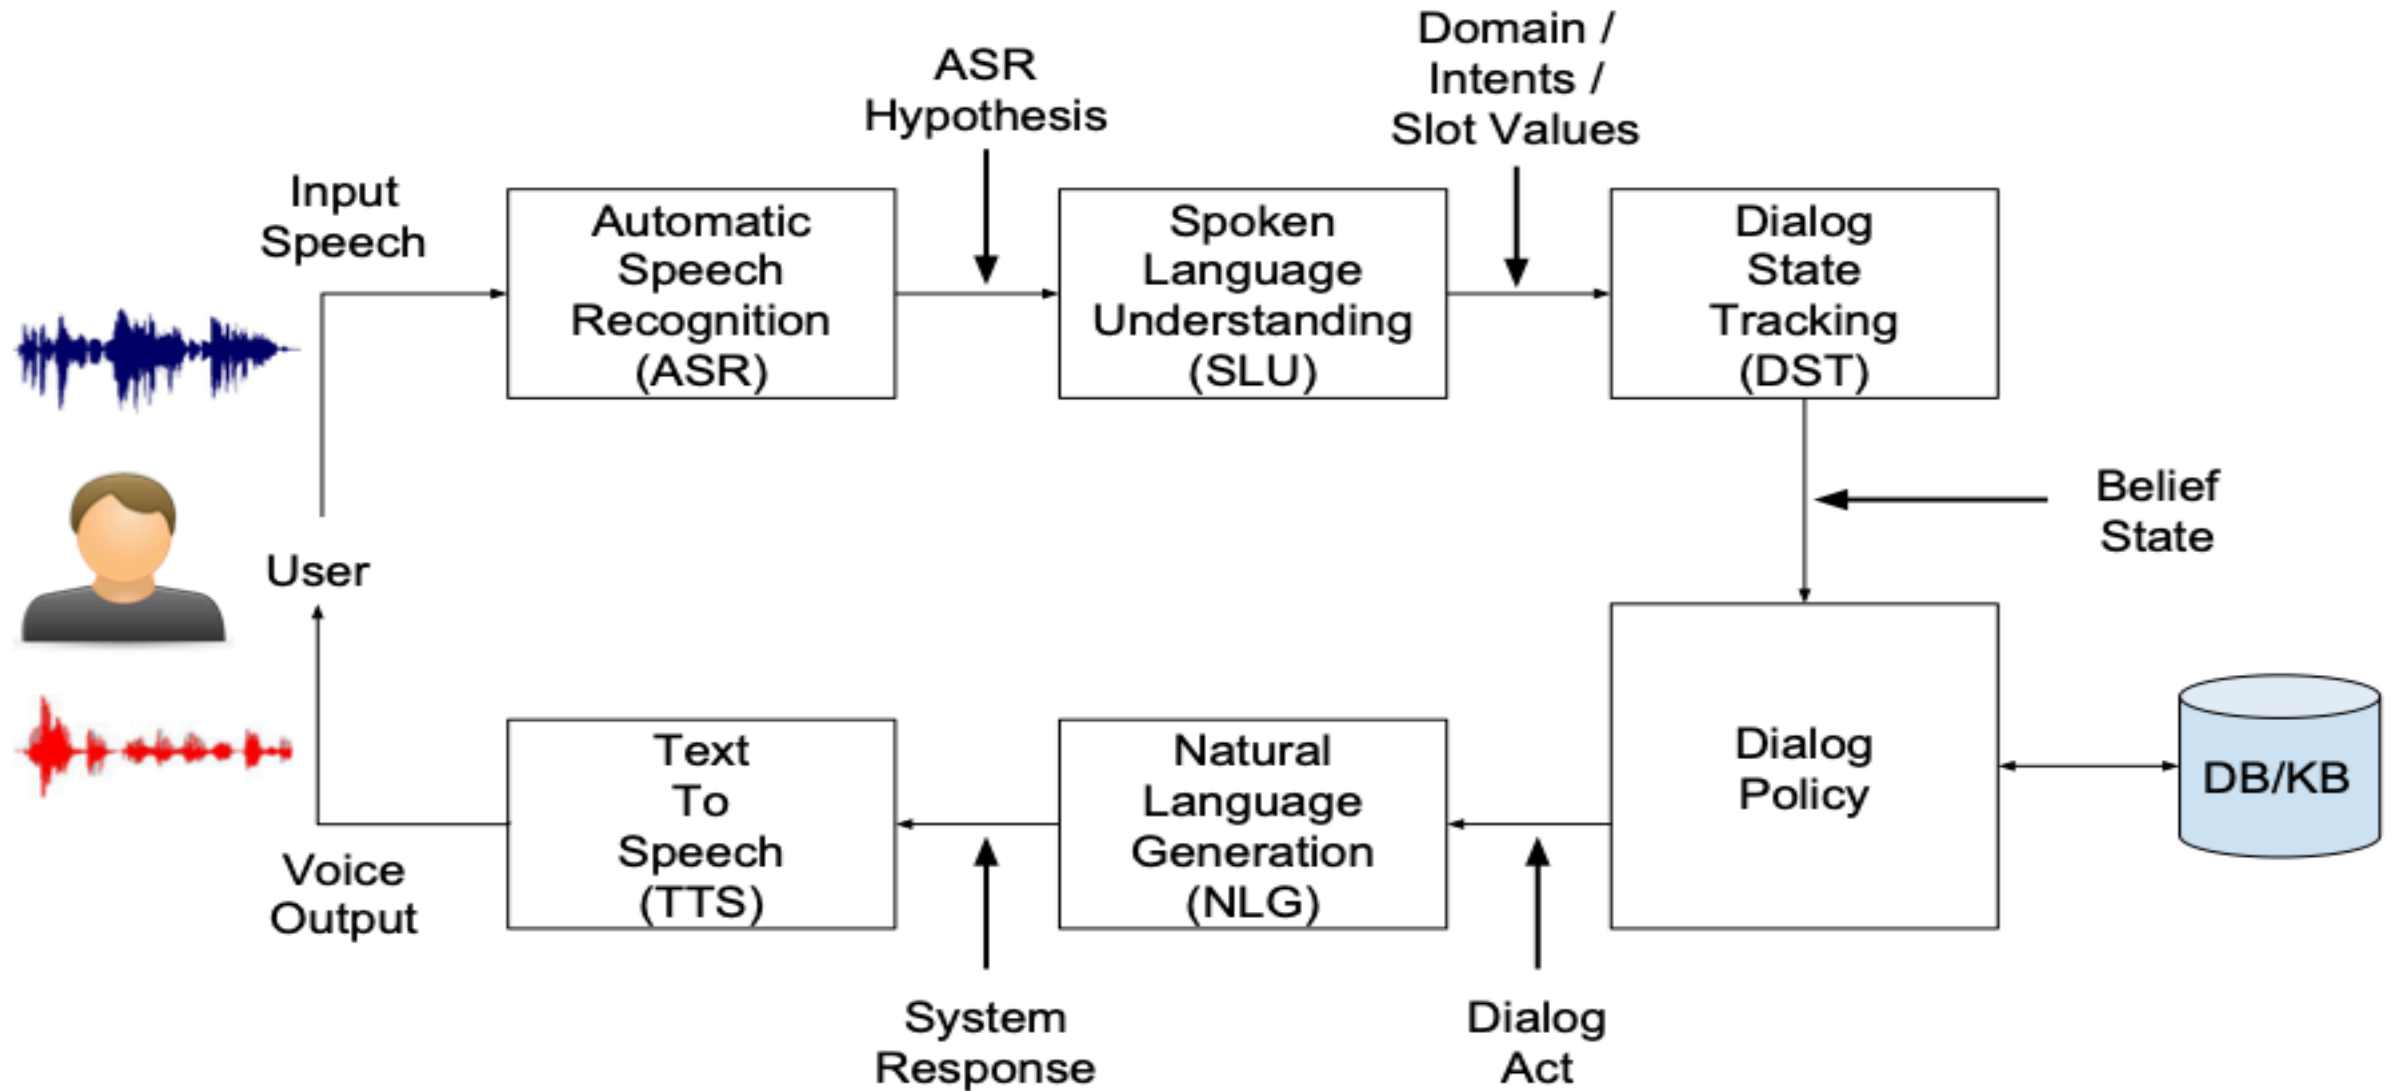 Input
Speech
Automatic
Speech
Recognition
(ASR)
ASR
Hypothesis
Spoken
Language
Understanding
(SLU)
Domain /
Intents /
Slot Values
Dialog
State
Tracking
(DST)
Belief
State
User
Dialog
Policy
DB/KB
Dialog
Act
Natural
Language
Generation
(NLG)
System
Response
Text
To
Speech
(TTS)
Voice
Output